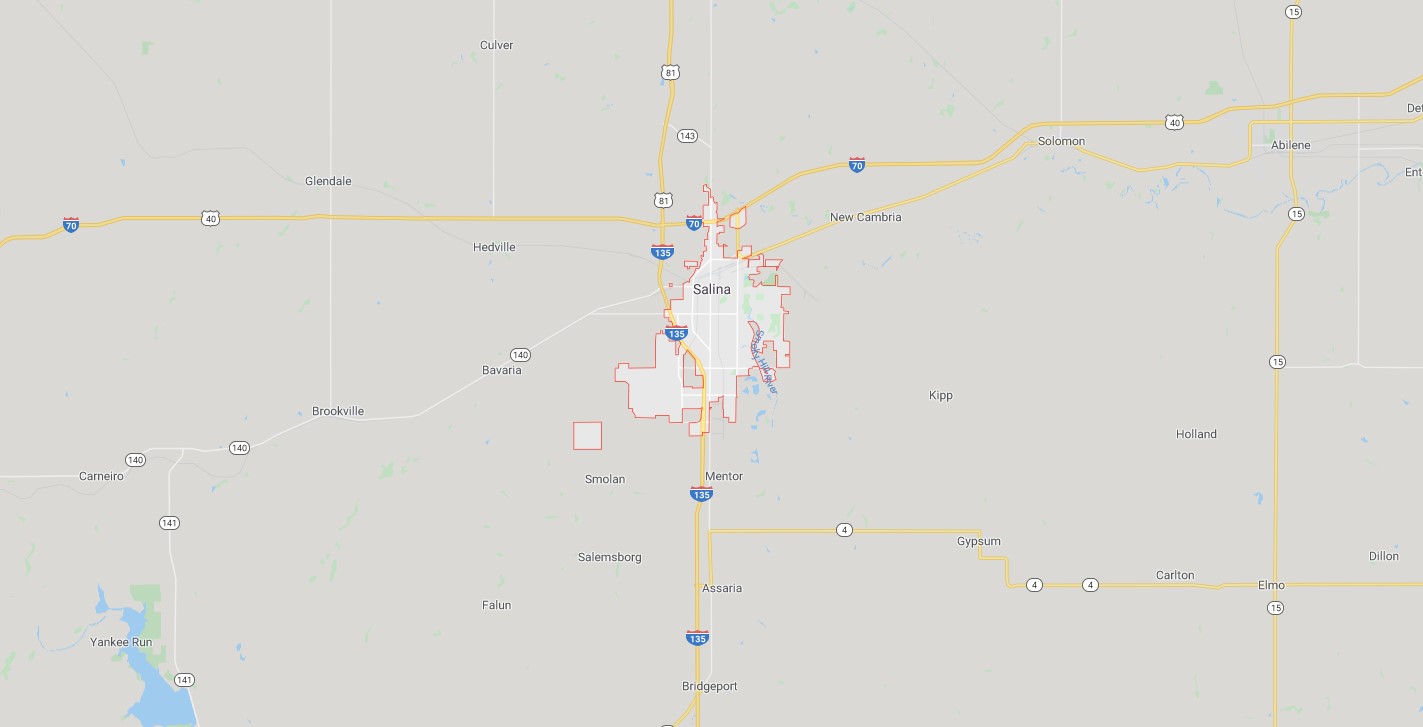 15
Culver
81
Det
40
143
Solomon
Abilene
70
Ent
Glendale
81
15
40
70
70
New Cambria
Hedville
135
Salina
135
Smoky Hill River
140
15
Bavaria
Kipp
Brookville
Holland
140
140
Carneiro
Smolan
Mentor
135
141
4
Gypsum
Salemsborg
Dillon
Carlton
4
4
Elmo
Assaria
Falun
15
Yankee Run
135
141
Bridgeport